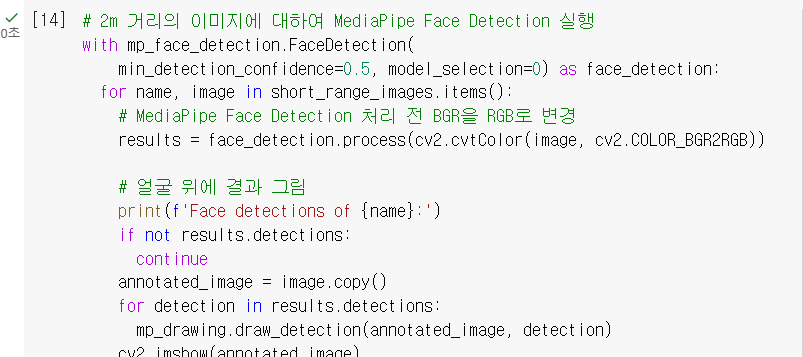 [14] # 2m 거리의 이미지에 대하여 MediaPipe Face Detection 실행
0초
with mp_face_detection.FaceDetection(
min_detection_confidence=0.5, model_selection=0) as face_detection:
for name, image in short_range_images.items():
# MediaPipe Face Detection 처리 전 BGR을 RGB로 변경
results = face_detection.process(cv2.cvtColor(image, cv2.COLOR_BGR2RGB))
# 얼굴 위에 결과 그림
print(f'Face detections of {name}:')
if not results.detections:
continue
annotated_image = image.copy()
for detection in results.detections:
mp_drawing.draw_detection(annotated_image, detection)
cv2_imshow(annotated_image)